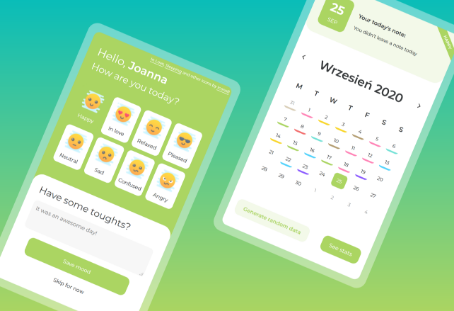 Hello, Joanna
How are you today?
Happy
In love
Relaxed
Pleased
Neutral
Sad
Confused
Angry
Have some toughts?
It was an awesome day!
Save mood
Skip for now
25
SEP
Your today's note:
You didn't leave a note today
Wrzesień 2020
M T W T F S S
31 1 2 3 4 5 6
7 8 9 10 11 12 13
14 15 16 17 18 19 20
21 22 23 24 25 26 27
28 29 30 1 2 3 4
Generate random data
See stats